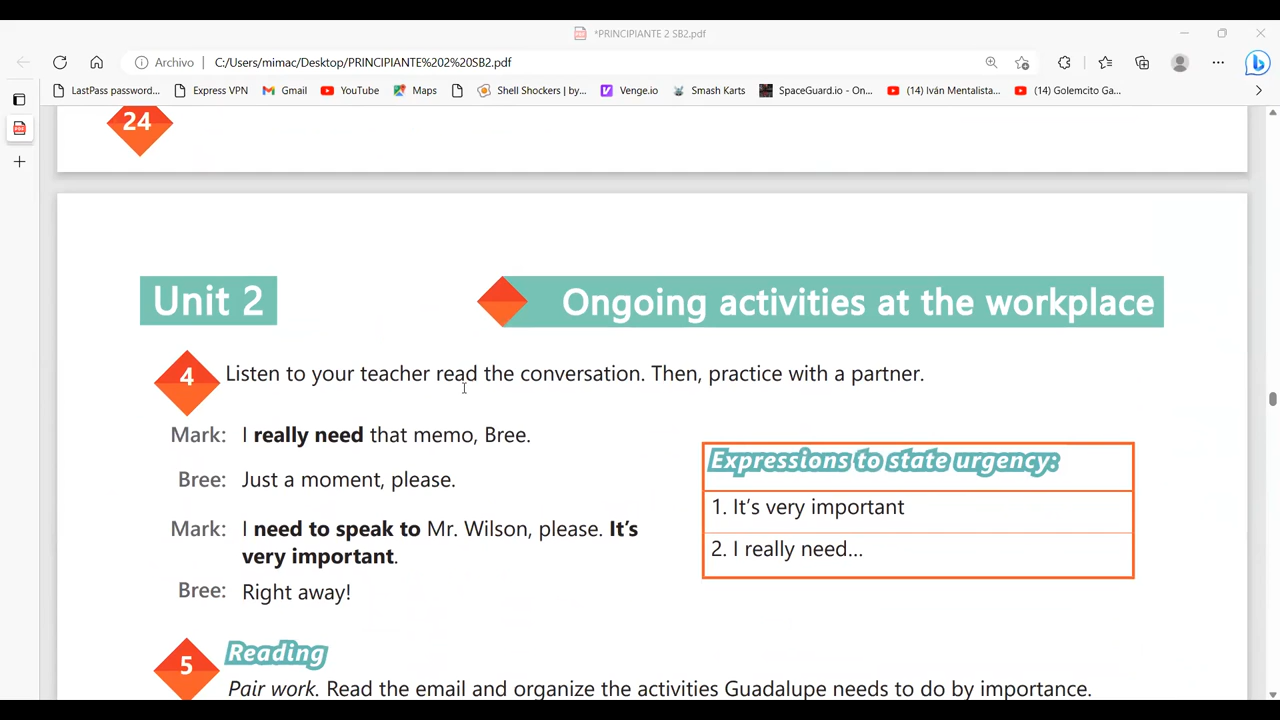 *PRINCIPIANTE 2 SB2.pdf
Archivo C:/Users/mimac/Desktop/PRINCIPIANTE%202%20SB2.pdf
LastPass password... Express VPN Gmail YouTube Maps Shell Shockers | by... Venge.io Smash Karts SpaceGuard.io - On... (14) Iván Mentalista... (14) Golemcito Ga...
24
Unit 2
Ongoing activities at the workplace
4 Listen to your teacher read the conversation. Then, practice with a partner.
Mark: I really need that memo, Bree.
Bree: Just a moment, please.
Mark: I need to speak to Mr. Wilson, please. It's
very important.
Bree: Right away!
Expressions to state urgency:
1. It's very important
2. I really need...
5 Reading
Pair work. Read the email and organize the activities Guadalupe needs to do by importance.